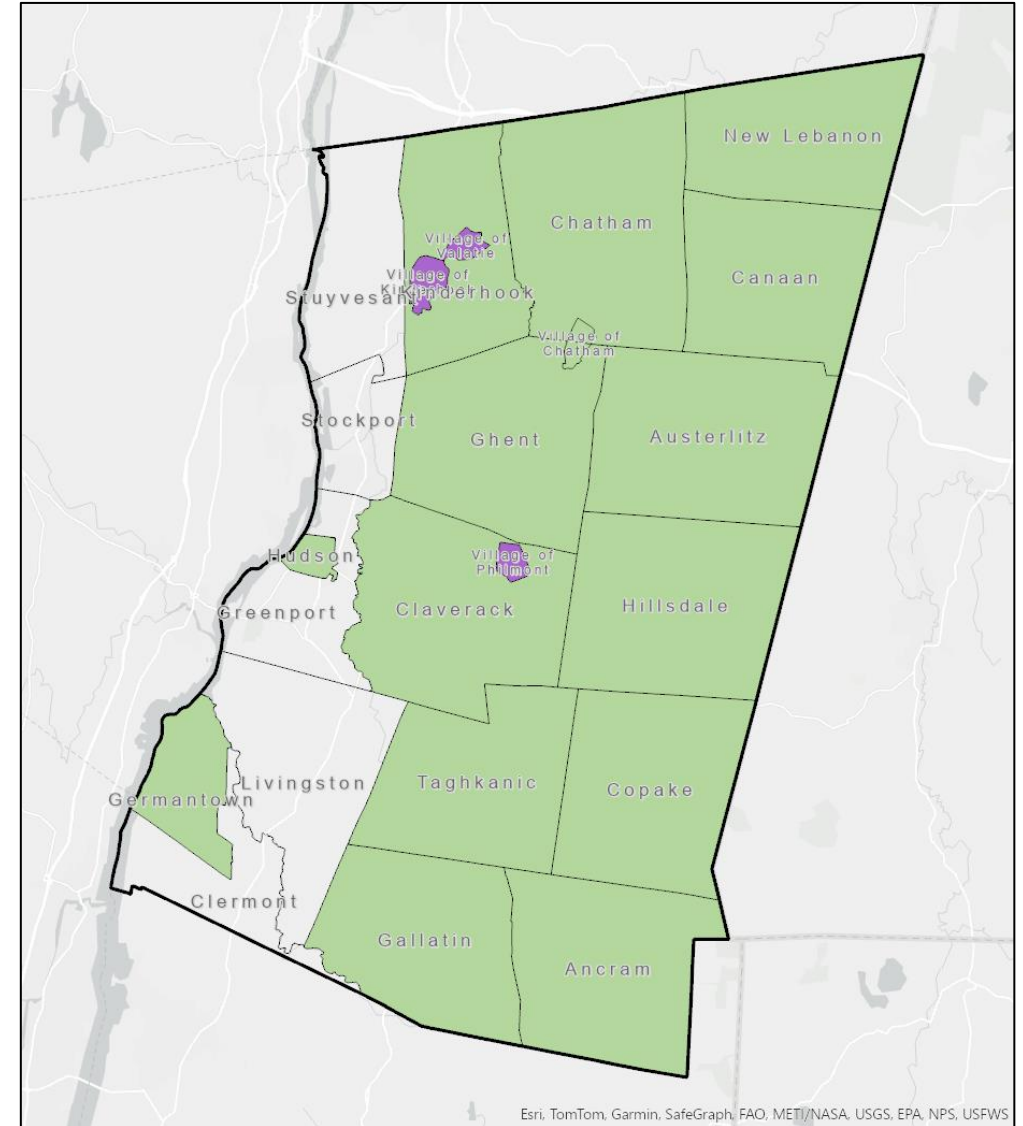 New Lebanon
Chatham
Village of
Valatie
Canaan
Village of
Kinderhook
Stuyvesant
Kinderhook
Village of
Chatham
Stockport
Ghent
Austerlitz
Hudson
Village of
Philmont
Greenport
Claverack
Hillsdale
Livingston
Taghkanic
Copake
Germantown
Clermont
Gallatin
Ancram
Esri, TomTom, Garmin, SafeGraph, FAO, METI/NASA, USGS, EPA, NPS, USFWS